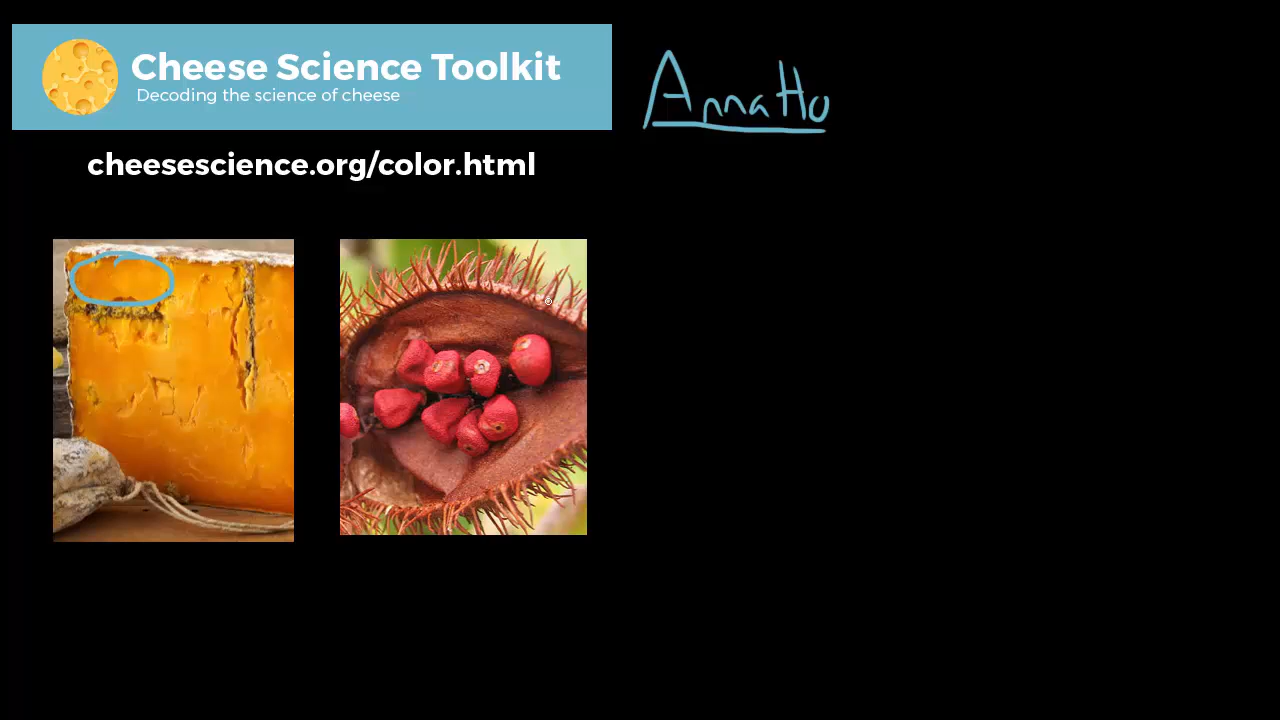 Cheese Science Toolkit
Decoding the science of cheese
Annatto
cheesescience.org/color.html